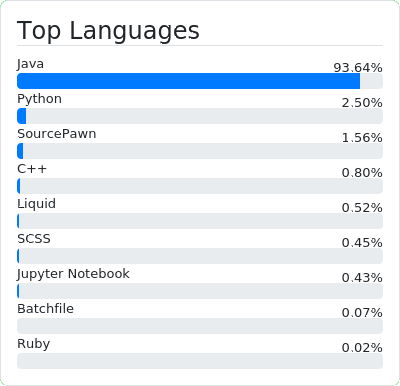 Top Languages
Java 93.64%
Python 2.50%
SourcePawn 1.56%
C++ 0.80%
Liquid 0.52%
SCSS 0.45%
Jupyter Notebook 0.43%
Batchfile 0.07%
Ruby 0.02%